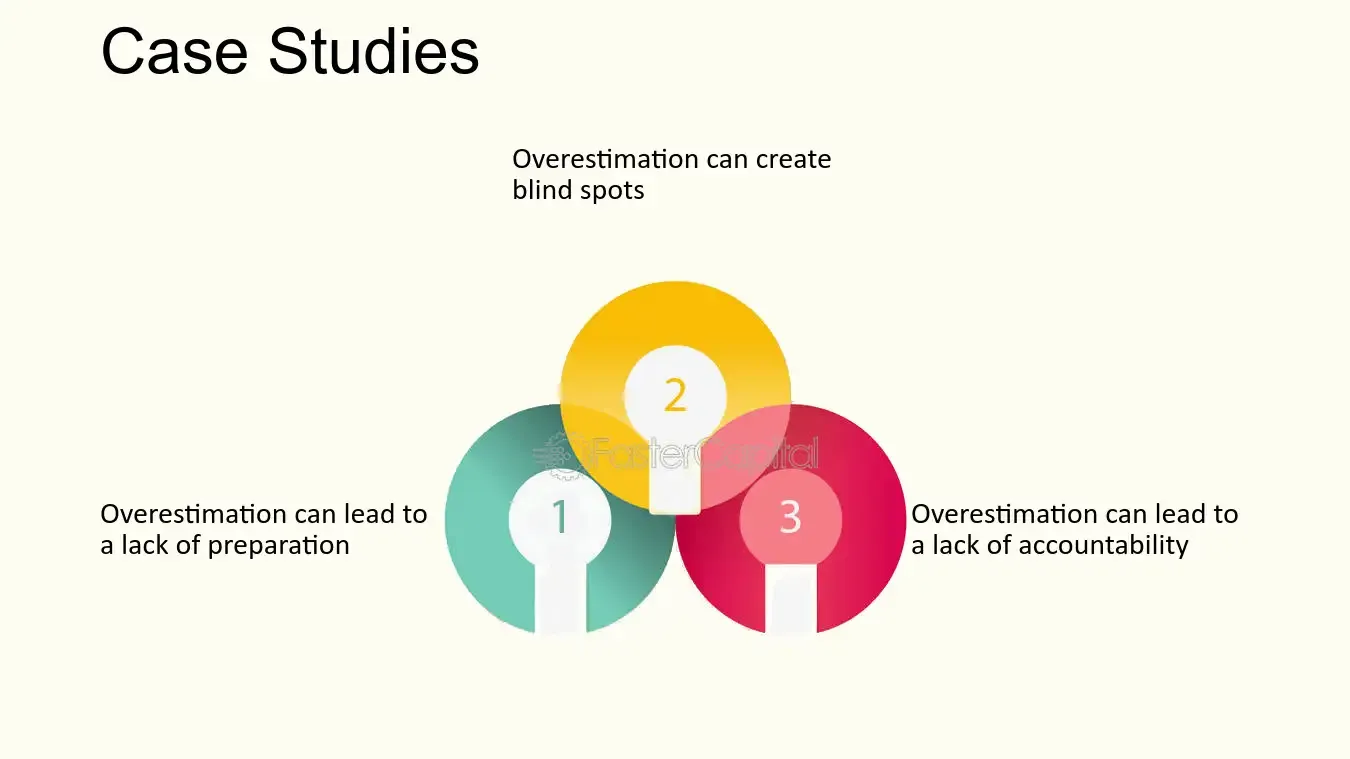 Case Studies
Overestimation can create
blind spots
2
FasterCapital
1
3
Overestimation can lead to
a lack of preparation
Overestimation can lead to
a lack of accountability